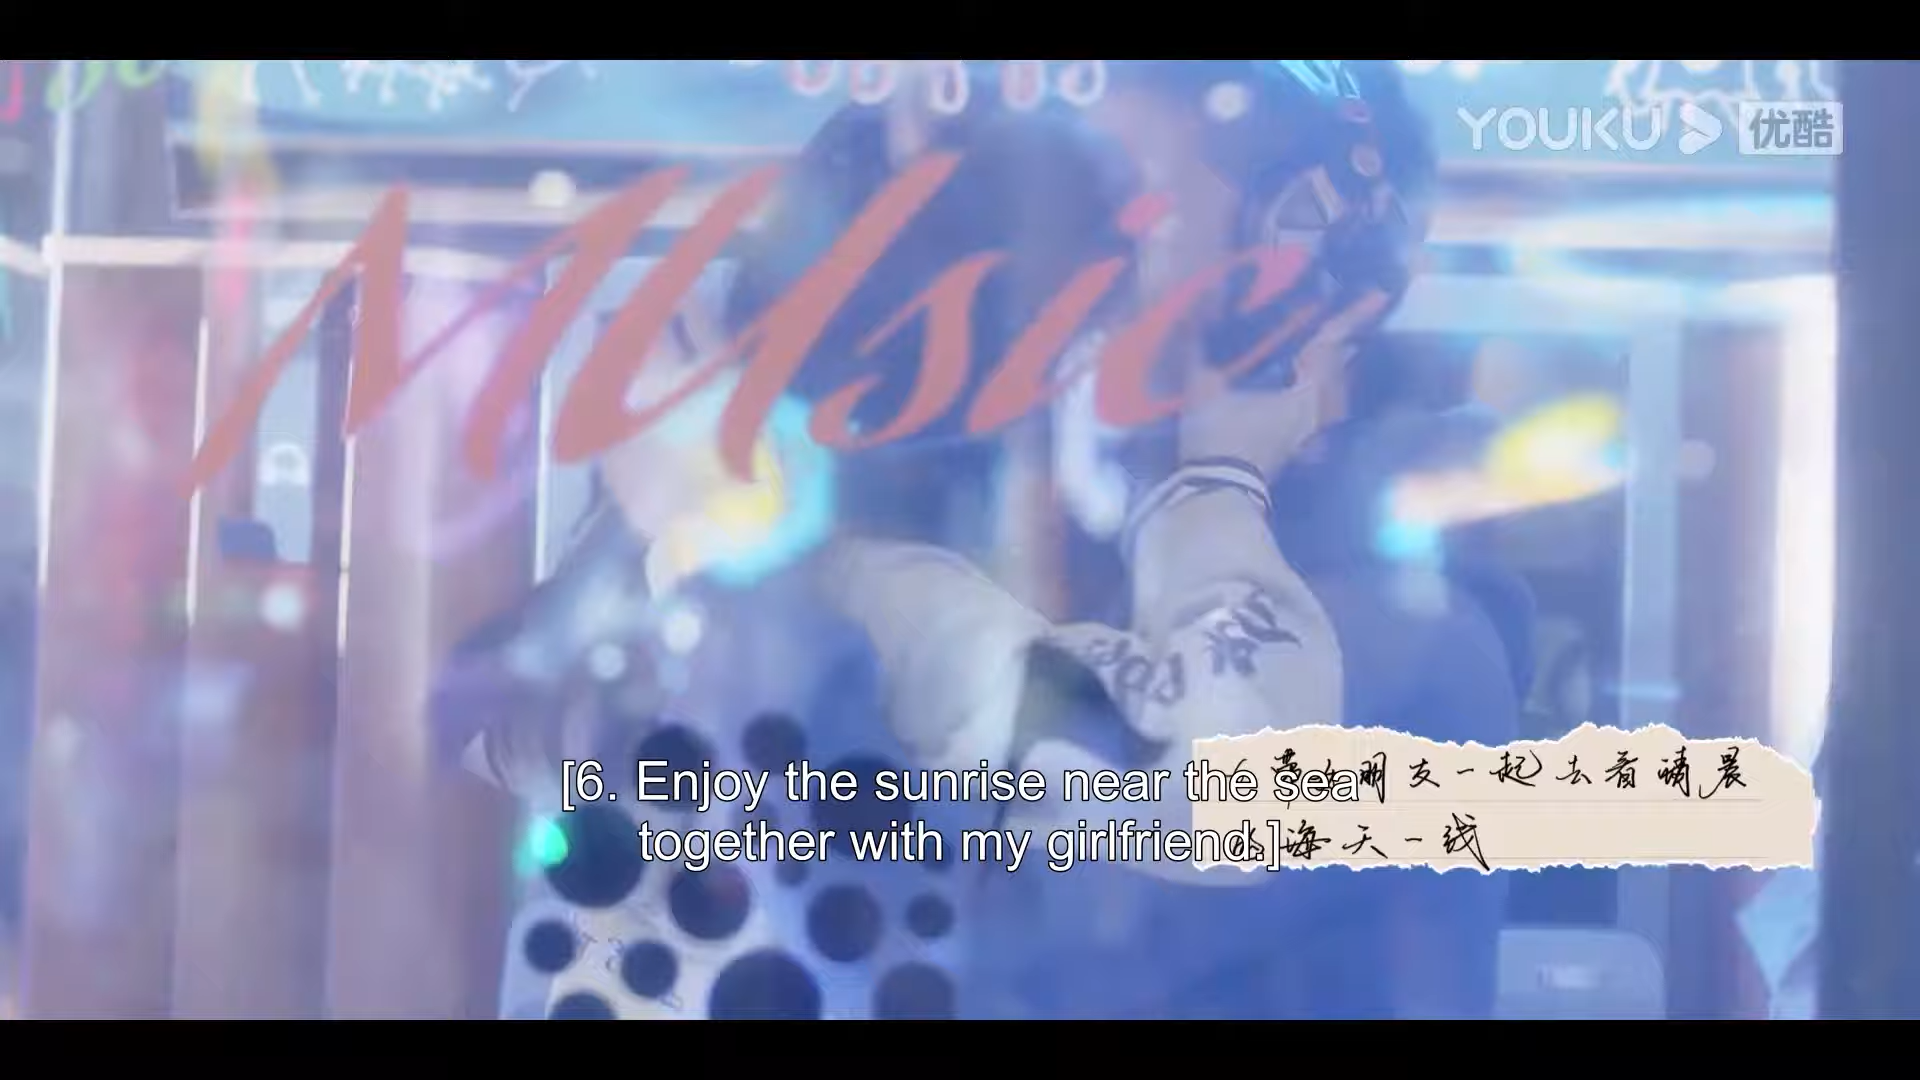 YOUKU 优酷
Music
[6. Enjoy the sunrise near the sea
together with my girlfriend.]
朋友一起去看清晨
海天一线